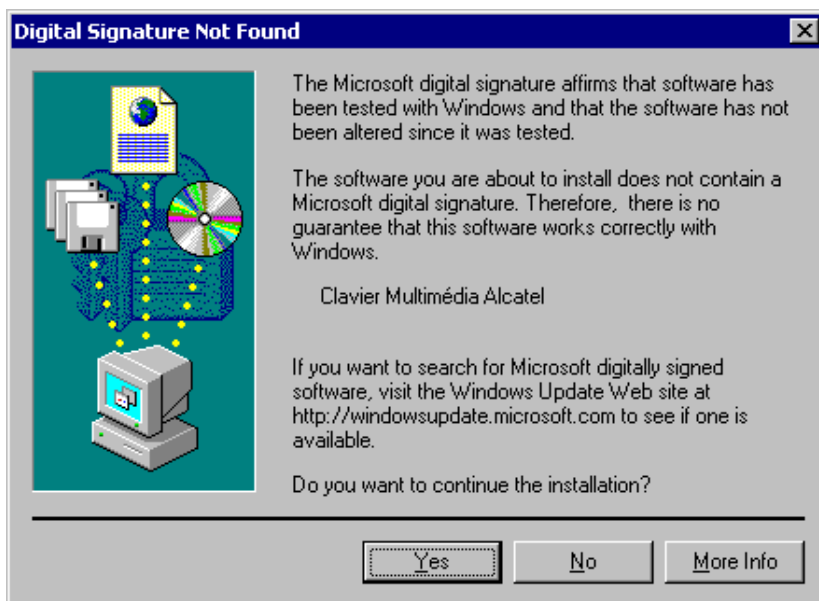 Digital Signature Not Found
The Microsoft digital signature affirms that software has
been tested with Windows and that the software has not
been altered since it was tested.
The software you are about to install does not contain a
Microsoft digital signature. Therefore,  there is no
guarantee that this software works correctly with
Windows.
Clavier Multimédia Alcatel
If you want to search for Microsoft digitally signed
software, visit the Windows Update Web site at
http://windowsupdate.microsoft.com to see if one is
available.
Do you want to continue the installation?
Yes No More Info